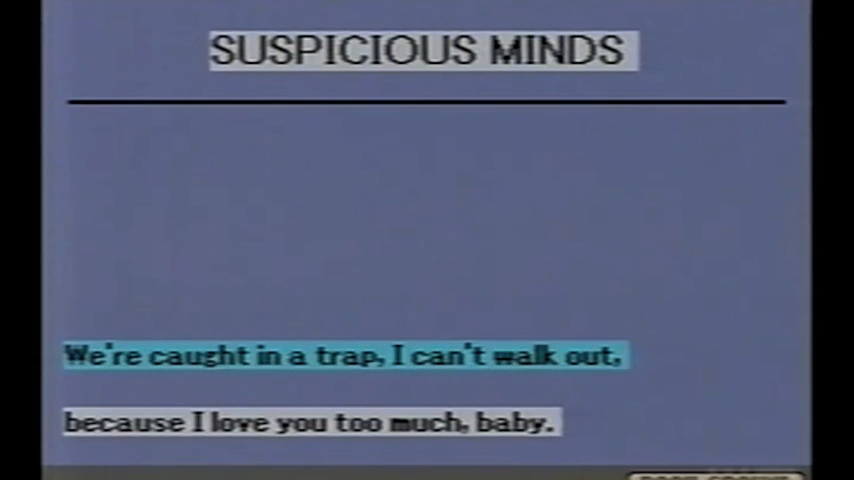 SUSPICIOUS MINDS
We're caught in a trap, I can't walk out,
because I love you too much, baby.